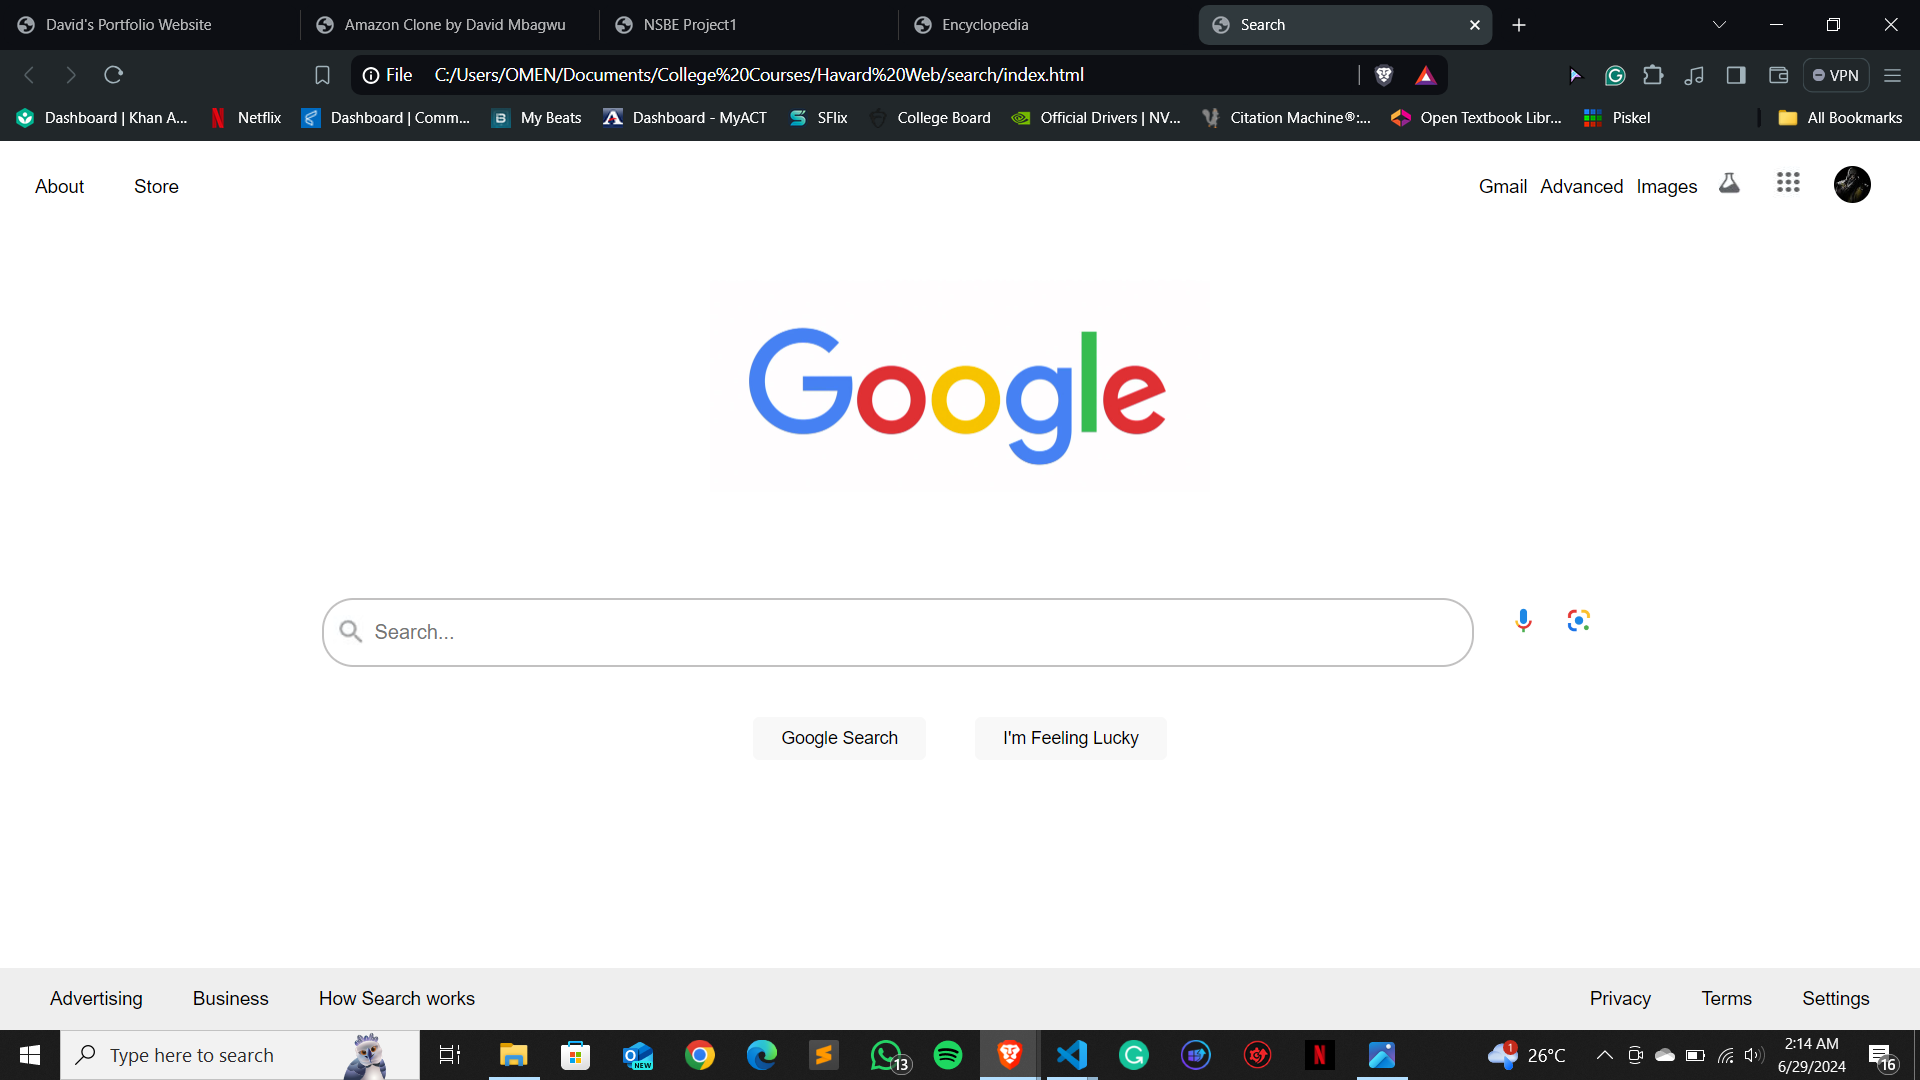 David's Portfolio Website
Amazon Clone by David Mbagwu
NSBE Project1
Encyclopedia
Search
File C:/Users/OMEN/Documents/College%20Courses/Havard%20Web/search/index.html
VPN
Dashboard | Khan A...
Netflix
Dashboard | Comm...
My Beats
Dashboard - MyACT
SFlix
College Board
Official Drivers | NV...
Citation Machine®:...
Open Textbook Libr...
Piskel
All Bookmarks
About Store
Gmail Advanced Images
Google
Search...
Google Search
I'm Feeling Lucky
Advertising Business How Search works
Privacy Terms Settings
Type here to search
NEW
13
1
26°C
2:14 AM
6/29/2024
16